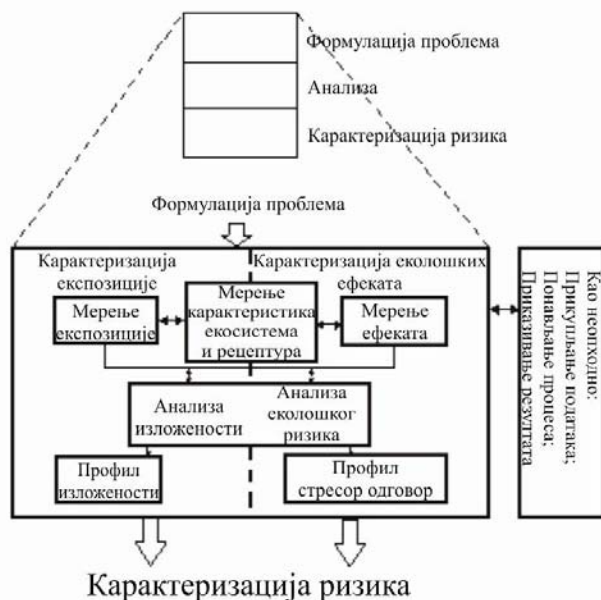 Формулација проблема
Анализа
Карактеризација ризика
Формулација проблема
Карактеризација
експозиције
Карактеризација еколошких
ефеката
Мерење
експозиције
Мерење
карактеристика
екосистема
и рецептура
Мерење
ефеката
Анализа
изложености
Анализа
еколошког
ризика
Профил
изложености
Профил
стресор одговор
Као неопходно:
Прикупљање података;
Понављање процеса;
Приказивање резултата
Карактеризација ризика